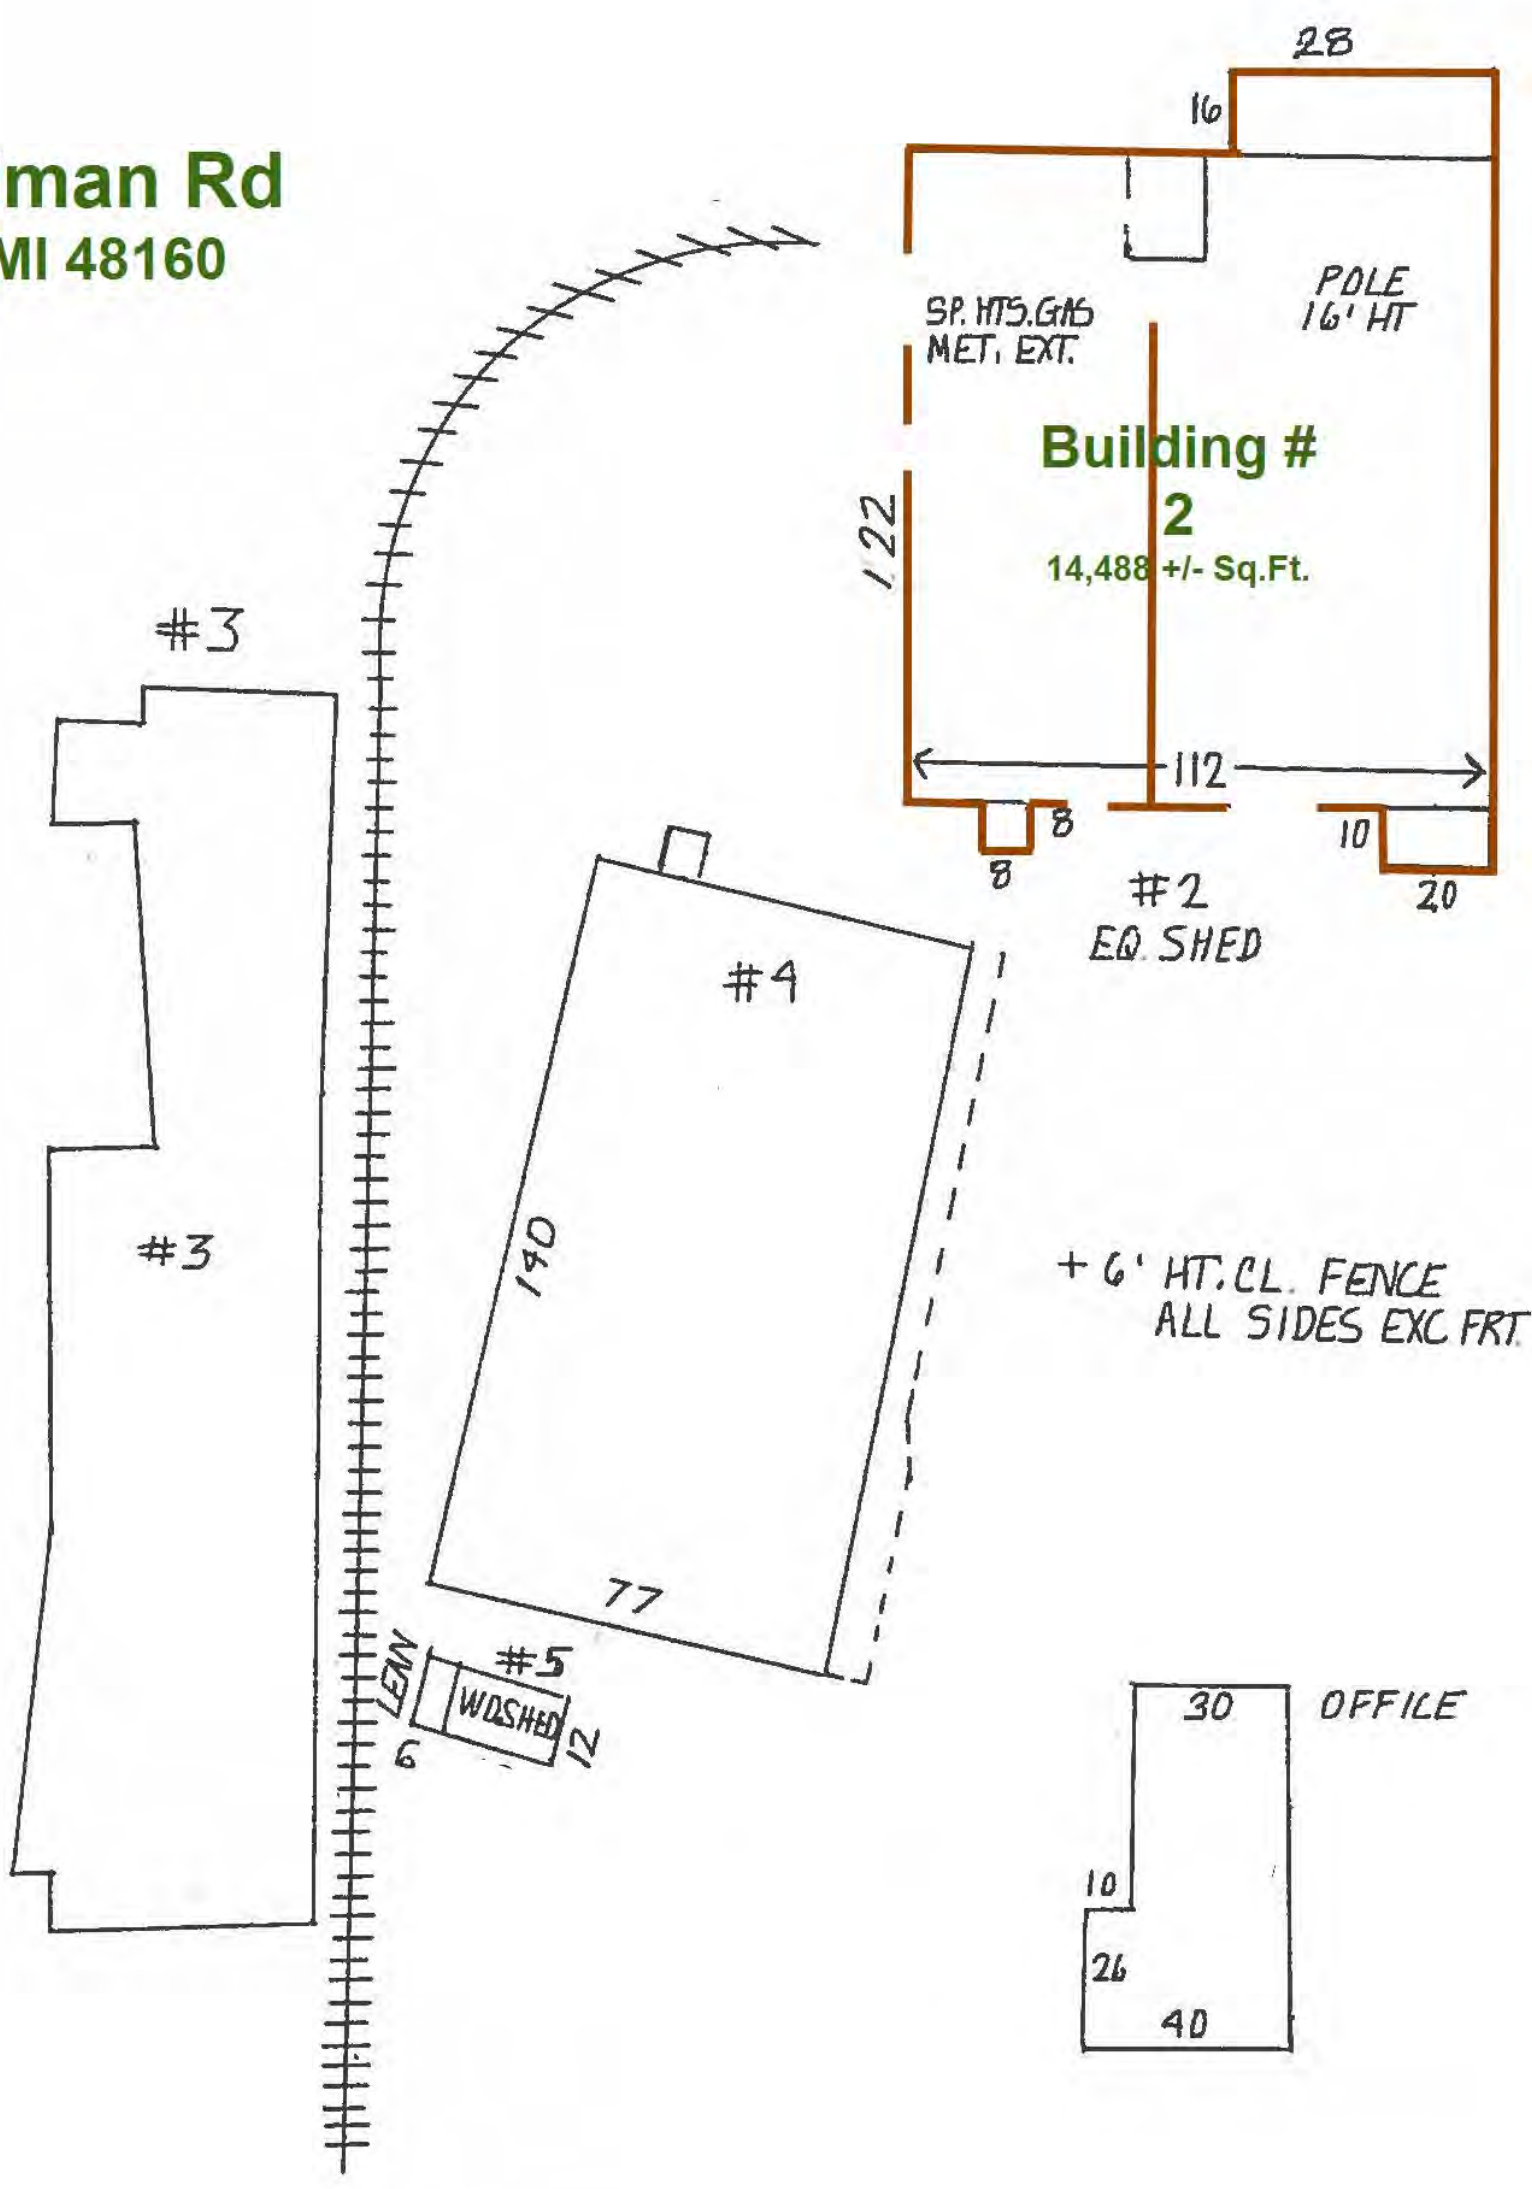 28
16
man Rd
MI 48160
POLE
16' HT
SP. HTS. GAS
MET. EXT.
Building #
2
122
14,488 +/- Sq.Ft.
#3
112
8
10
8
#2
20
EQ. SHED
#4
140
#3
+ 6' HT. CL. FENCE
ALL SIDES EXC FRT.
77
LEAN
#5
WD. SHED
12
6
30
OFFICE
10
26
40